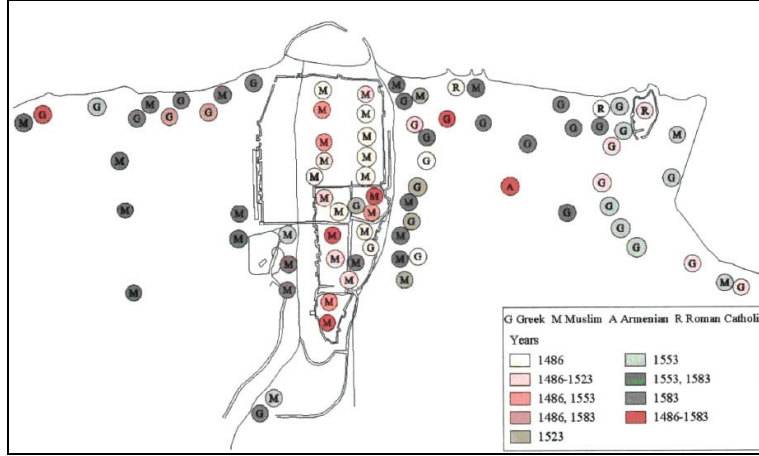 G M M M R M
G M G M G M G R G R
M G G G G M M G G G G G G M
M M G G G
M M M G
M M G A G G
M M M M G
M M G M G G G
M M M M M G
G G
M M M M G G
M M M M M G
M
M
M
G
G Greek M Muslim A Armenian R Roman Catholi
Years
1486 1553
1486-1523 1553, 1583
1486, 1553 1583
1486, 1583 1486-1583
1523